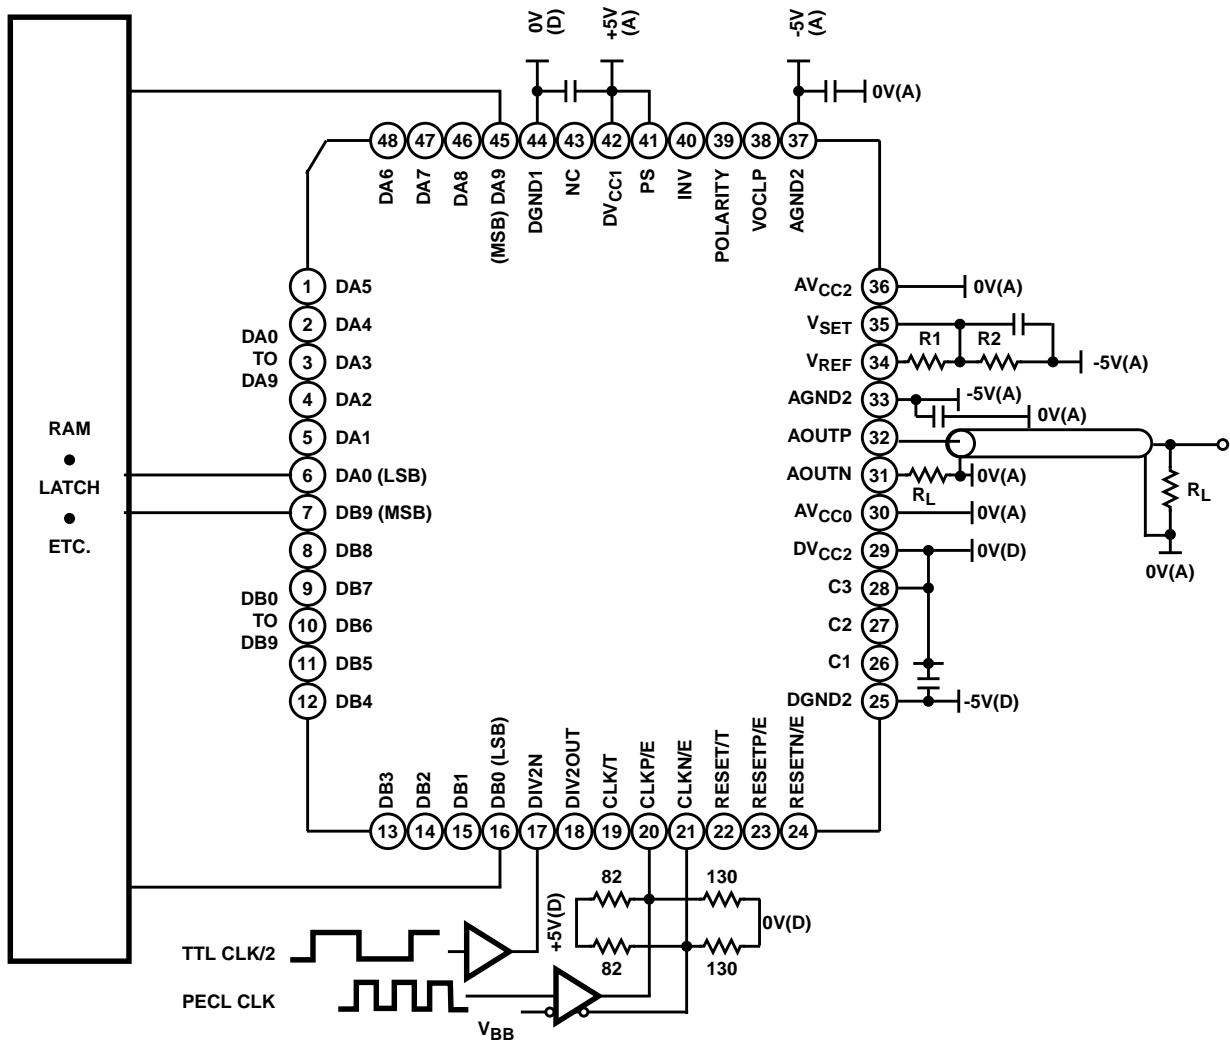 0V
(D)
+5V
(A)
-5V
(A)
0V(A)
48
47
46
45
44
43
42
41
40
39
38
37
DA6
DA7
DA8
(MSB) DA9
DGND1
NC
DVCC1
PS
INV
POLARITY
VOCLP
AGND2
RAM
LATCH
ETC.
DA0
TO
DA9
DB0
TO
DB9
1 DA5
2 DA4
3 DA3
4 DA2
5 DA1
6 DA0 (LSB)
7 DB9 (MSB)
8 DB8
9 DB7
10 DB6
11 DB5
12 DB4
AVCC2 36 0V(A)
VSET 35
R1 R2
VREF 34 -5V(A)
AGND2 33 -5V(A)
0V(A)
AOUTP 32
AOUTN 31 0V(A)
RL
RL
AVCC0 30 0V(A)
DVCC2 29 0V(D)
0V(A)
C3 28
C2 27
C1 26
DGND2 25 -5V(D)
DB3
DB2
DB1
DB0 (LSB)
DIV2N
DIV2OUT
CLK/T
CLKP/E
CLKN/E
RESET/T
RESETP/E
RESETN/E
13
14
15
16
17
18
19
20
21
22
23
24
82
130
+5V(D)
0V(D)
82
130
TTL CLK/2
PECL CLK
VBB